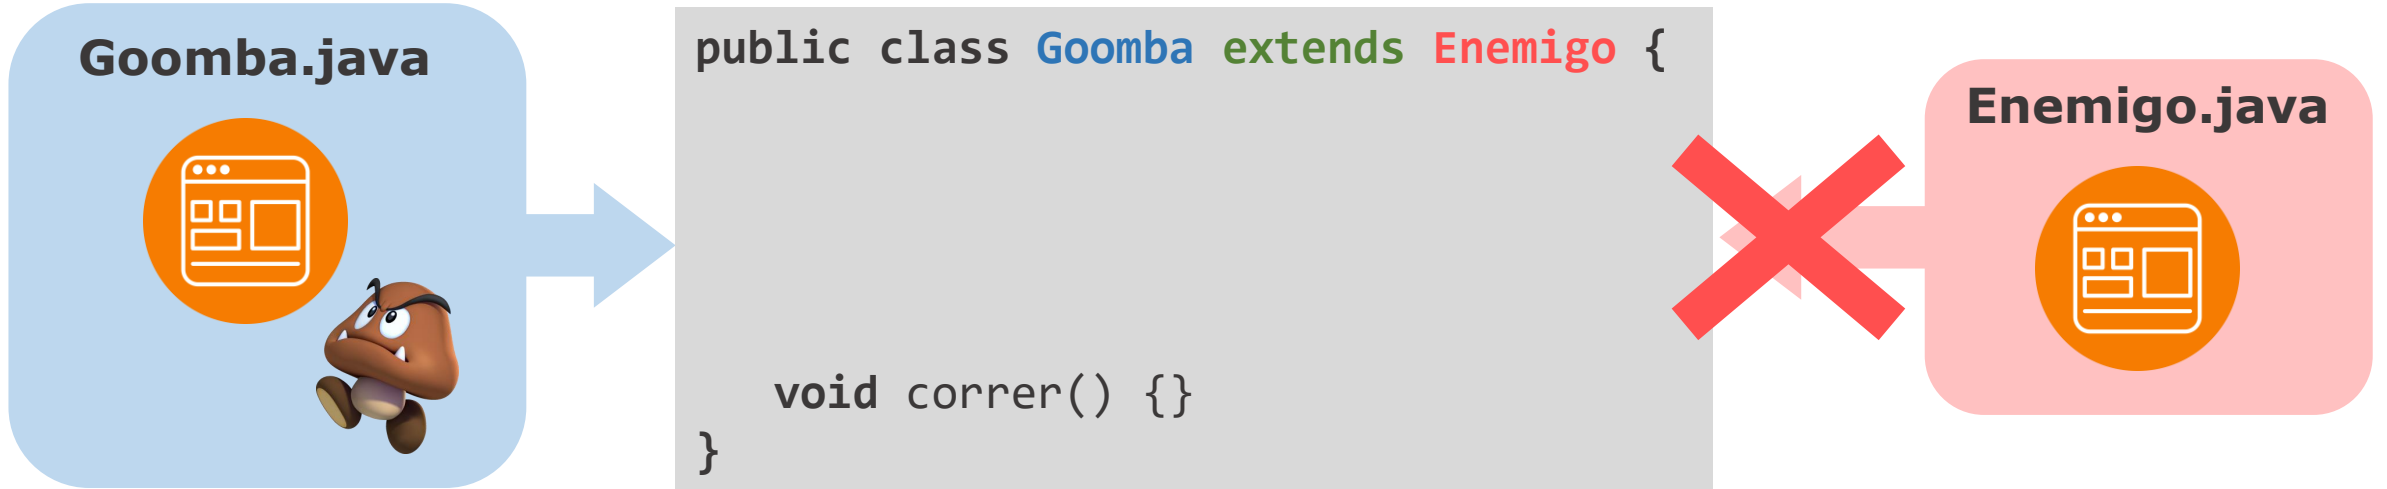 Goomba.java
public class Goomba extends Enemigo {
void correr() {}
}
Enemigo.java